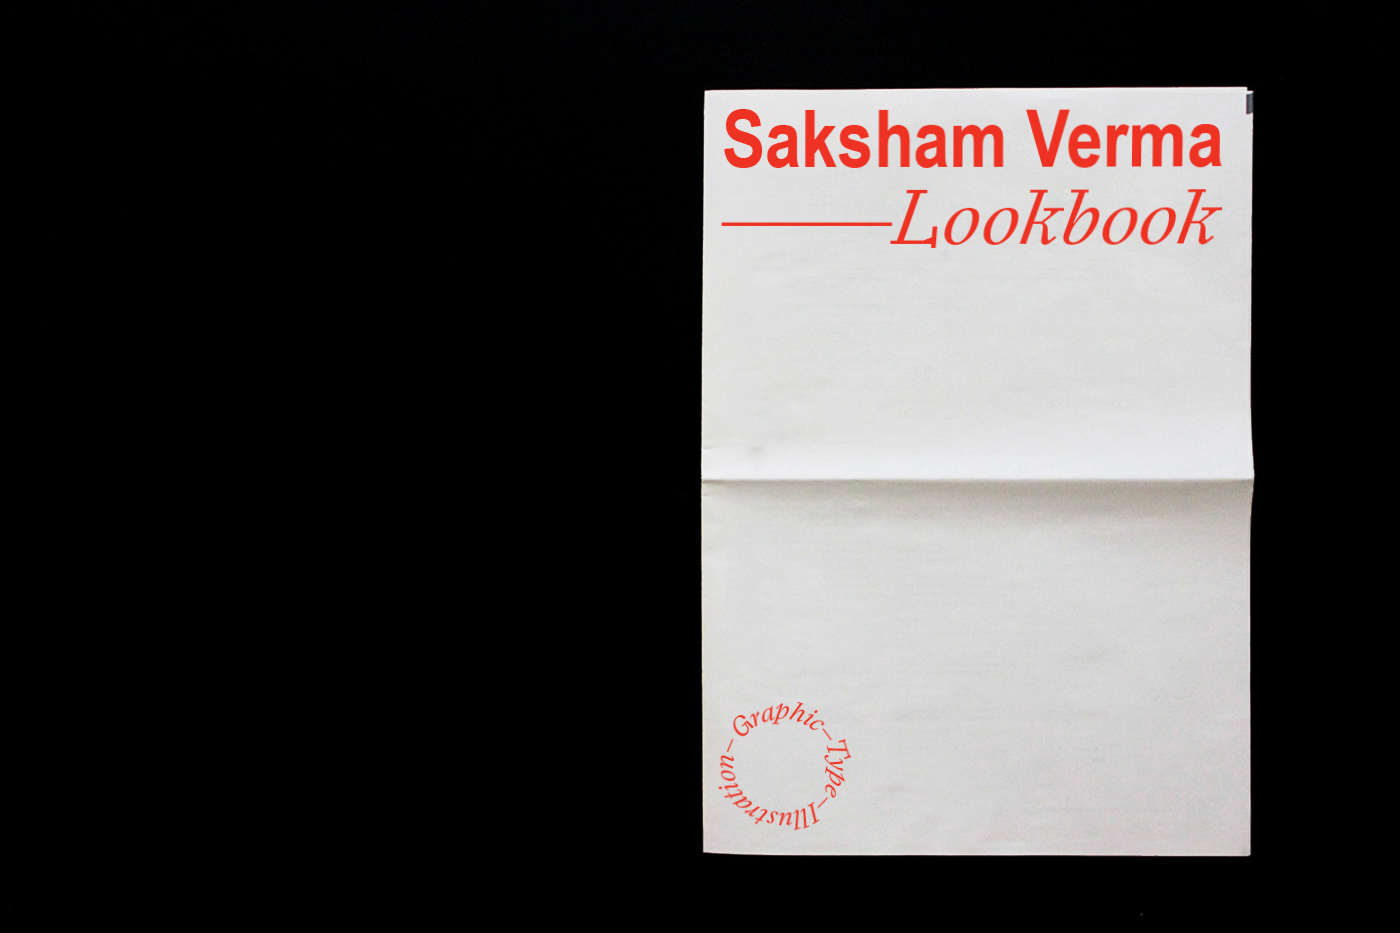 Saksham Verma
Lookbook
Graphic–Type–Illustration–